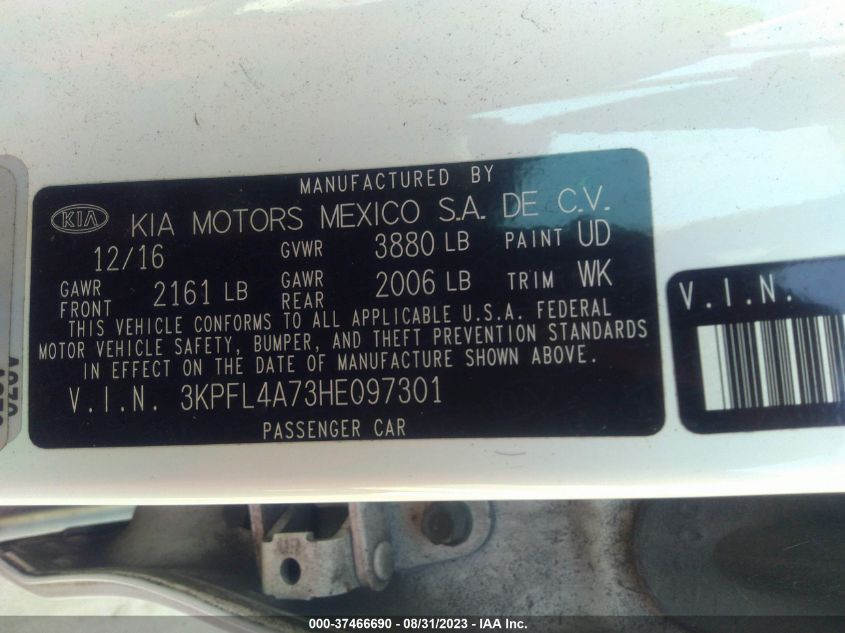 MANUFACTURED BY
KIA KIA MOTORS MEXICO S.A. DE C.V.
12/16 GVWR 3880 LB PAINT UD
GAWR FRONT 2161 LB GAWR REAR 2006 LB TRIM WK
THIS VEHICLE CONFORMS TO ALL APPLICABLE U.S.A. FEDERAL
MOTOR VEHICLE SAFETY, BUMPER, AND THEFT PREVENTION STANDARDS
IN EFFECT ON THE DATE OF MANUFACTURE SHOWN ABOVE.
V.I.N. 3KPFL4A73HE097301
PASSENGER CAR
V.I.N.
000-37466690 - 08/31/2023 - IAA Inc.